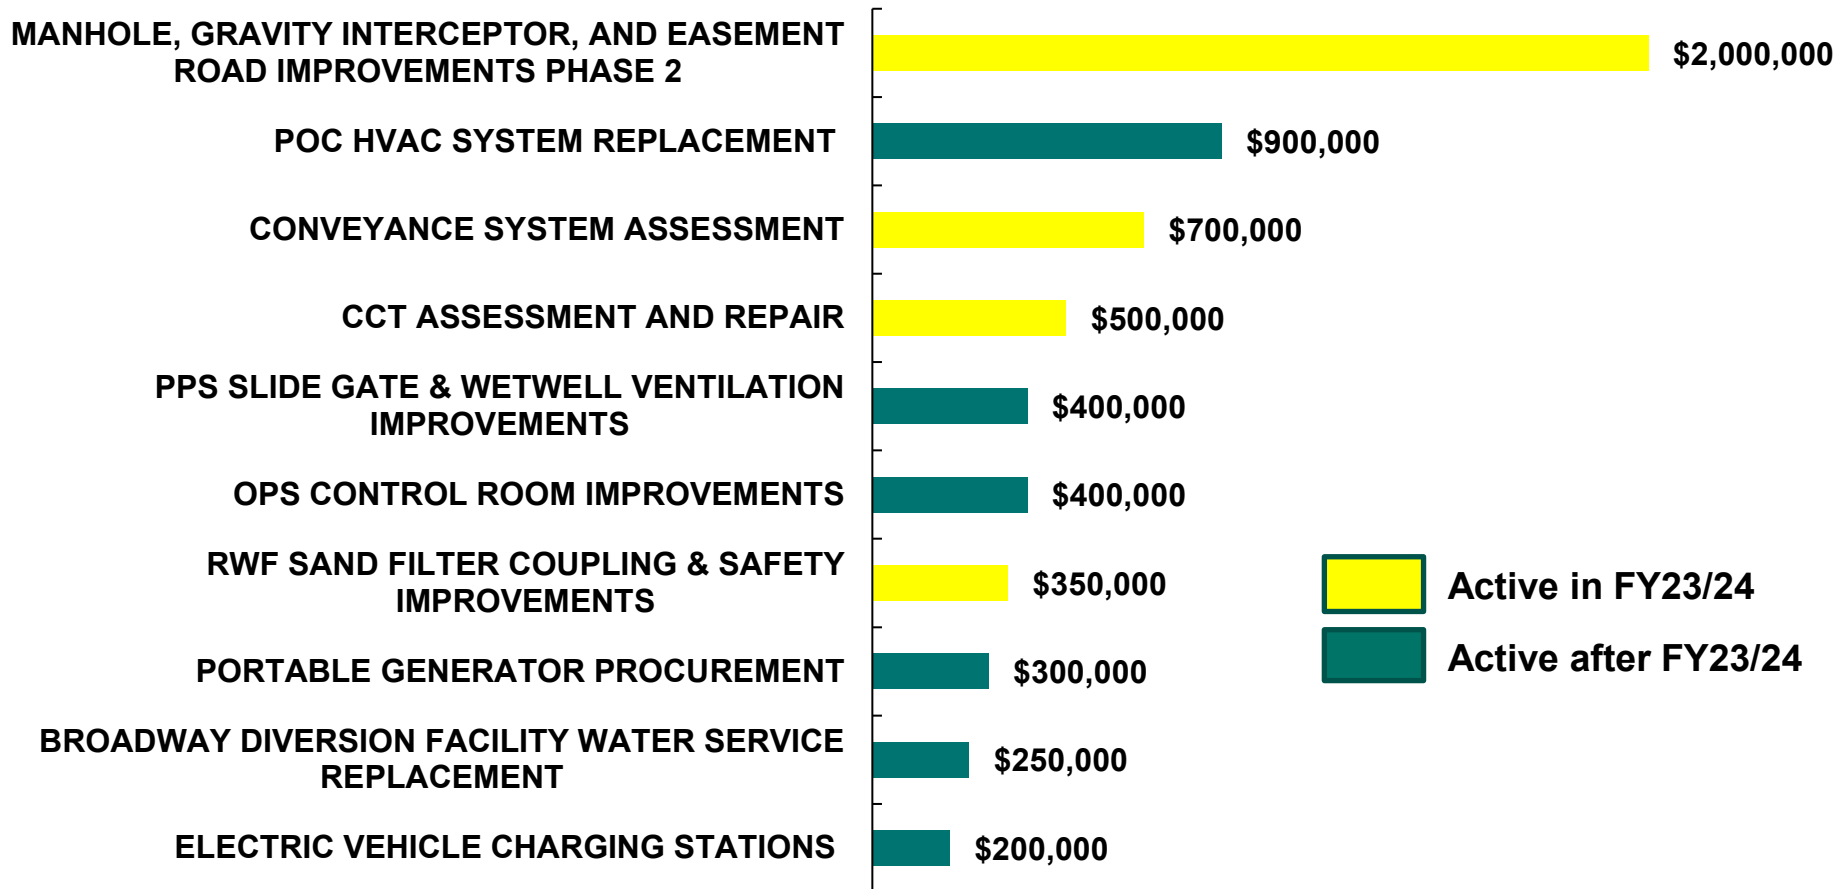 MANHOLE, GRAVITY INTERCEPTOR, AND EASEMENT
ROAD IMPROVEMENTS PHASE 2
$2,000,000
POC HVAC SYSTEM REPLACEMENT
$900,000
CONVEYANCE SYSTEM ASSESSMENT
$700,000
CCT ASSESSMENT AND REPAIR
$500,000
PPS SLIDE GATE & WETWELL VENTILATION
IMPROVEMENTS
$400,000
OPS CONTROL ROOM IMPROVEMENTS
$400,000
RWF SAND FILTER COUPLING & SAFETY
IMPROVEMENTS
$350,000
PORTABLE GENERATOR PROCUREMENT
$300,000
BROADWAY DIVERSION FACILITY WATER SERVICE
REPLACEMENT
$250,000
ELECTRIC VEHICLE CHARGING STATIONS
$200,000
Active in FY23/24
Active after FY23/24